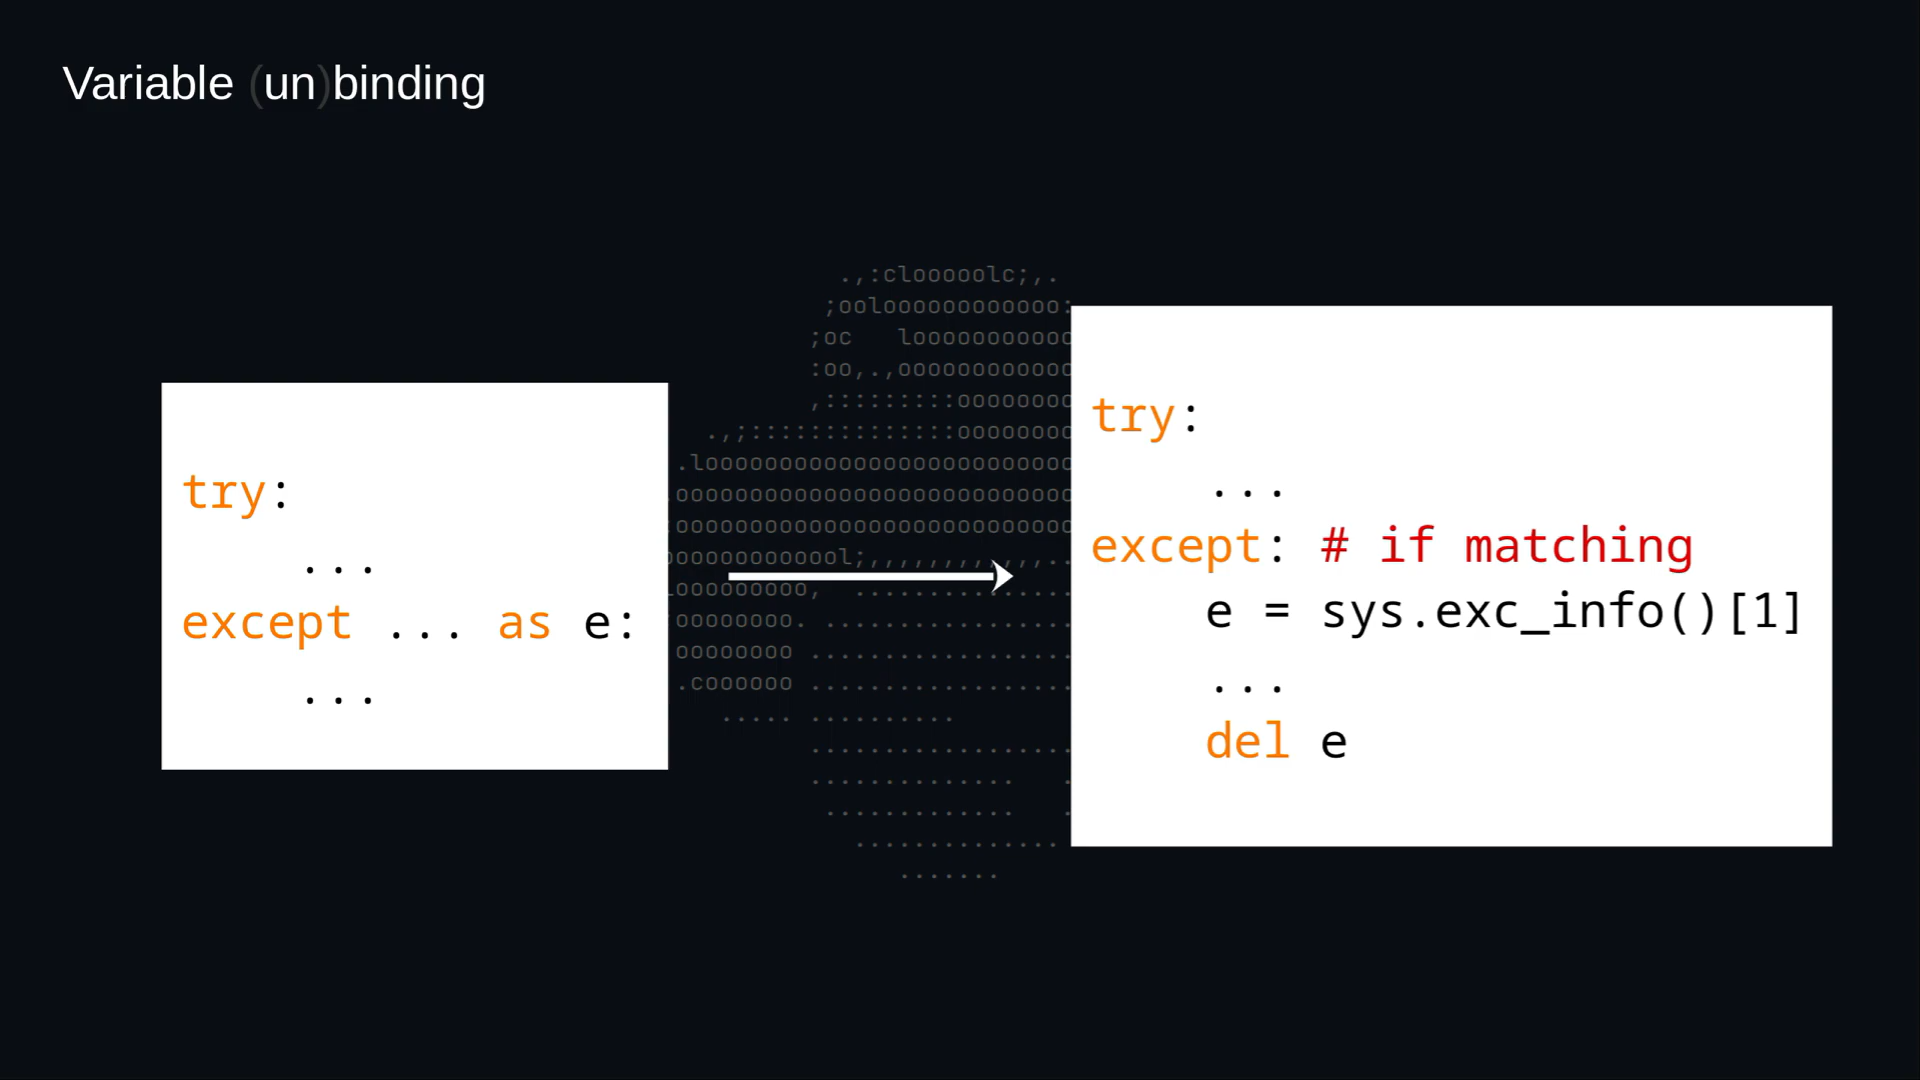 Variable (un)binding
try:
    ...
except ... as e:
    ...
try:
    ...
except: # if matching
    e = sys.exc_info()[1]
    ...
    del e